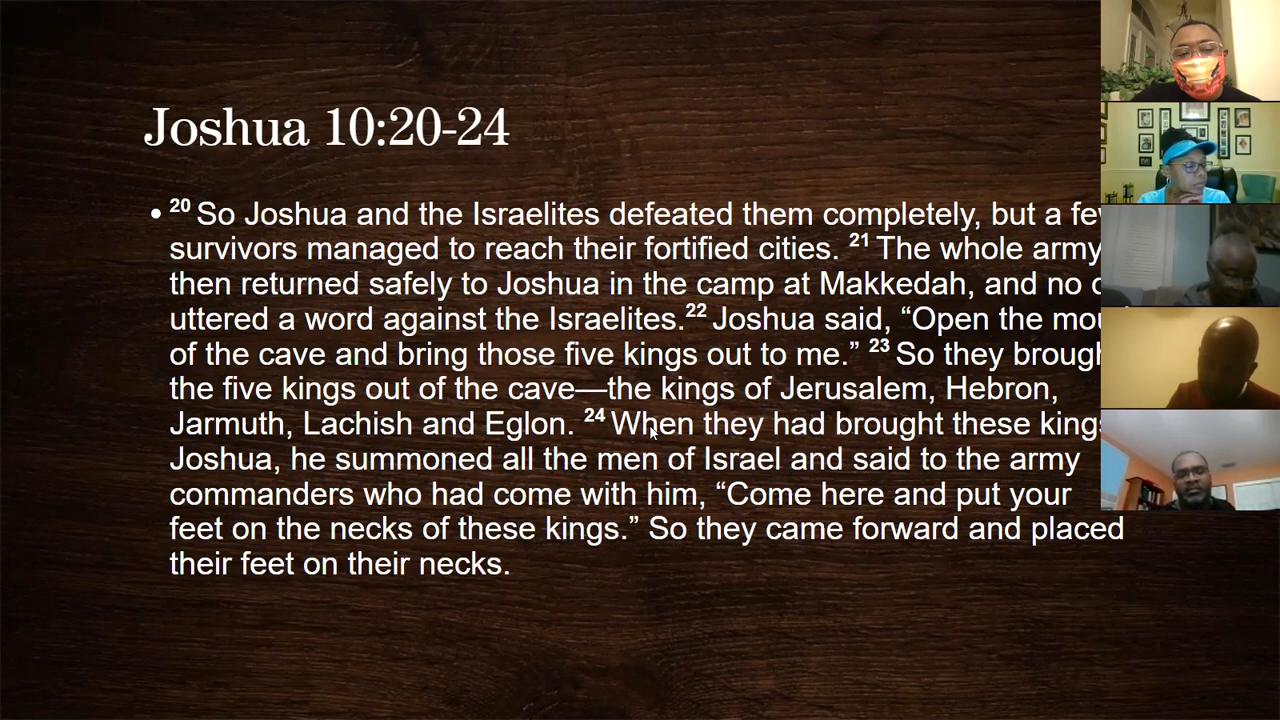 Joshua 10:20-24
• 20 So Joshua and the Israelites defeated them completely, but a
survivors managed to reach their fortified cities. 21 The whole army
then returned safely to Joshua in the camp at Makkedah, and no
uttered a word against the Israelites.22 Joshua said, “Open the
of the cave and bring those five kings out to me.” 23 So they
the five kings out of the cave—the kings of Jerusalem, Hebron,
Jarmuth, Lachish and Eglon. 24 When they had brought these
Joshua, he summoned all the men of Israel and said to the army
commanders who had come with him, “Come here and put your
feet on the necks of these kings.” So they came forward and placed
their feet on their necks.